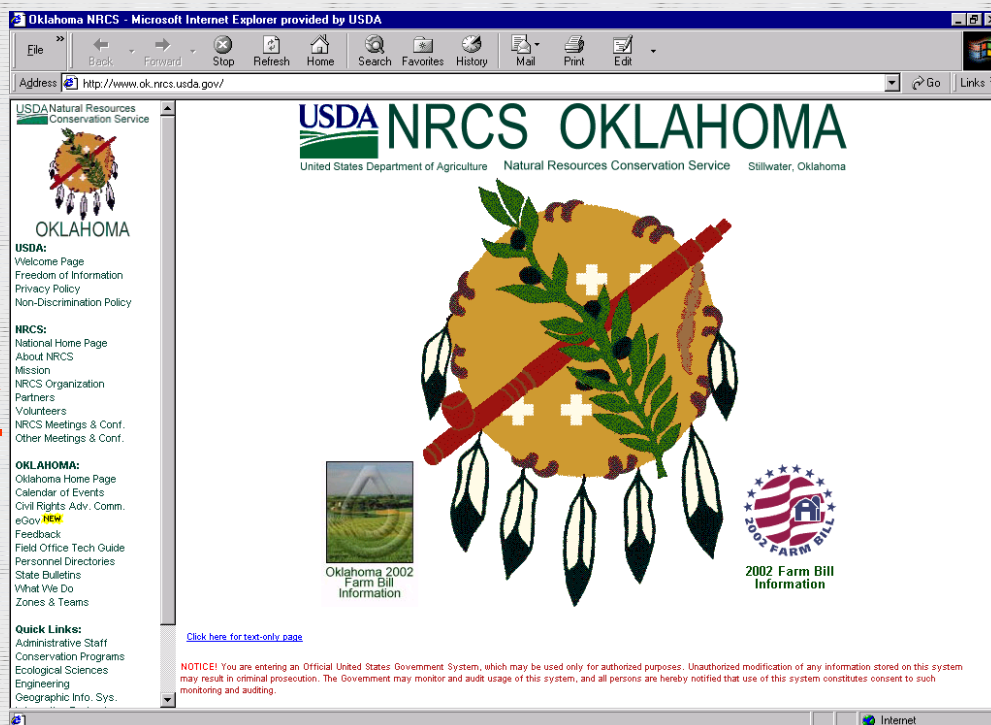 Oklahoma NRCS - Microsoft Internet Explorer provided by USDA
File »
Back Forward Stop Refresh Home Search Favorites History Mail Print Edit
Address http://www.ok.nrcs.usda.gov/ Go Links
USDA Natural Resources
Conservation Service
OKLAHOMA
USDA:
Welcome Page
Freedom of Information
Privacy Policy
Non-Discrimination Policy
NRCS:
National Home Page
About NRCS
Mission
NRCS Organization
Partners
Volunteers
NRCS Meetings & Conf.
Other Meetings & Conf.
OKLAHOMA:
Oklahoma Home Page
Calendar of Events
Civil Rights Adv. Comm.
eGov NEW
Feedback
Field Office Tech Guide
Personnel Directories
State Bulletins
What We Do
Zones & Teams
Quick Links:
Administrative Staff
Conservation Programs
Ecological Sciences
Engineering
Geographic Info. Sys.
USDA NRCS OKLAHOMA
United States Department of Agriculture Natural Resources Conservation Service Stillwater, Oklahoma
Oklahoma 2002
Farm Bill
Information
2002 FARM BILL
2002 Farm Bill
Information
Click here for text-only page
NOTICE! You are entering an Official United States Government System, which may be used only for authorized purposes. Unauthorized modification of any information stored on this system
may result in criminal prosecution. The Government may monitor and audit usage of this system, and all persons are hereby notified that use of this system constitutes consent to such
monitoring and auditing.
Internet